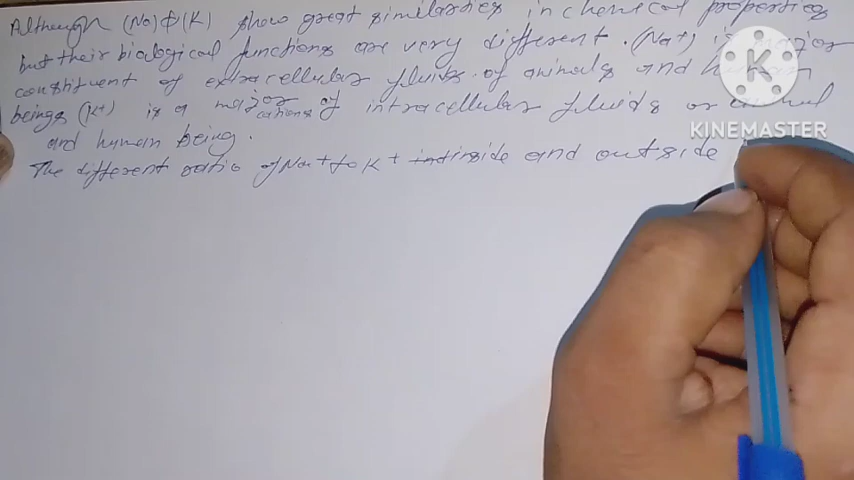 Although (Na) & (K) show great similarities in chemical properties
but their biological functions are very different. (Na+) is major
constituent of extracellular fluids of animals and human
beings (K+) is a major cations of intracellular fluids or animal
and human being.
The different ratio of Na+ to K+ inside and outside
KINEMASTER